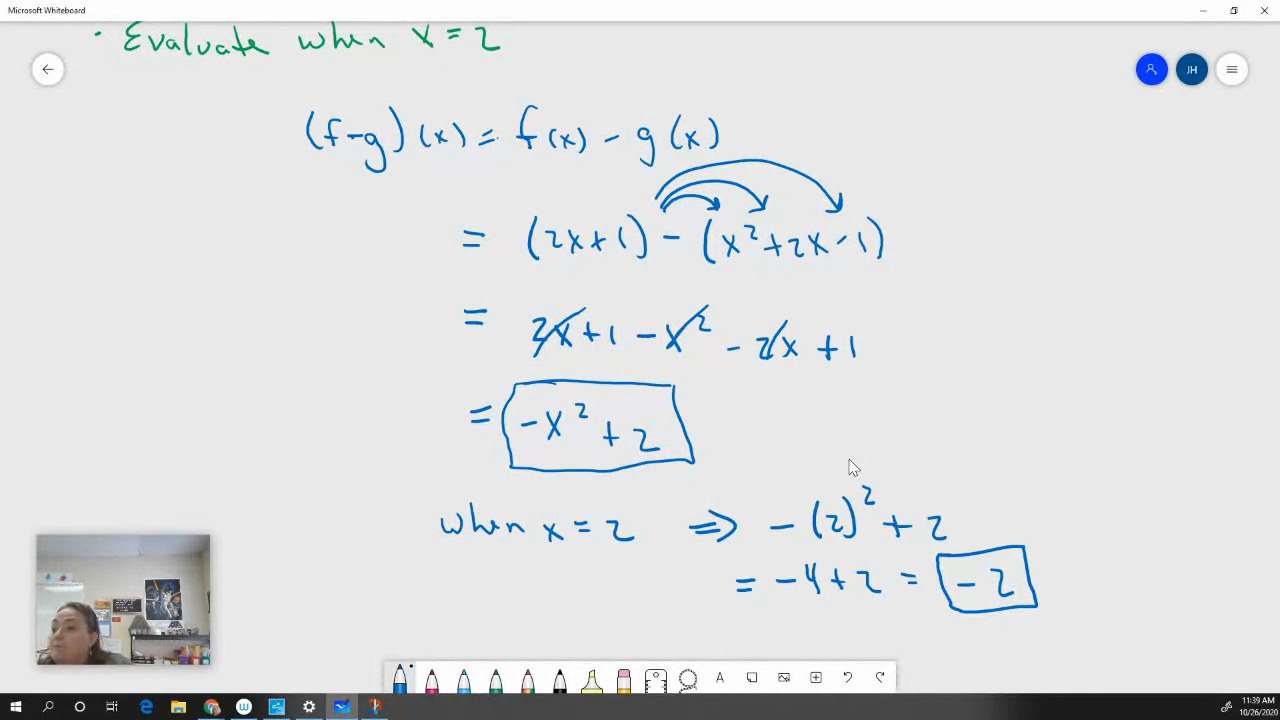 Microsoft Whiteboard
· Evaluate when x = 2
JH
(f-g)(x) = f(x) - g(x)
= (2x+1) - (x²+2x-1)
= 2x+1 - x² - 2x + 1
= -x² + 2
when x = 2 ⇒ -(2)² + 2
= -4+2 = -2
A
11:39 AM
10/26/2020